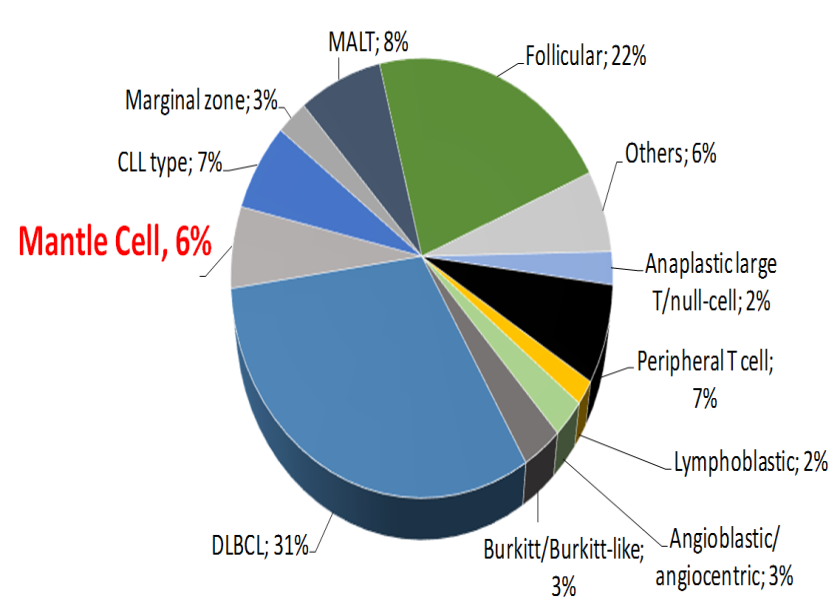 MALT; 8%
Follicular; 22%
Marginal zone; 3%
Others; 6%
CLL type; 7%
Mantle Cell, 6%
Anaplastic large
T/null-cell; 2%
Peripheral T cell;
7%
Lymphoblastic; 2%
DLBCL; 31%
Burkitt/Burkitt-like;
3%
Angioblastic/
angiocentric; 3%